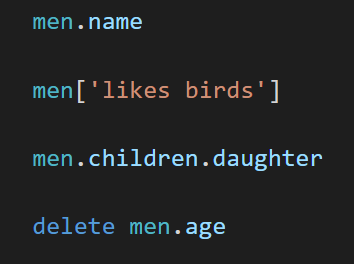 men.name
men['likes birds']
men.children.daughter
delete men.age